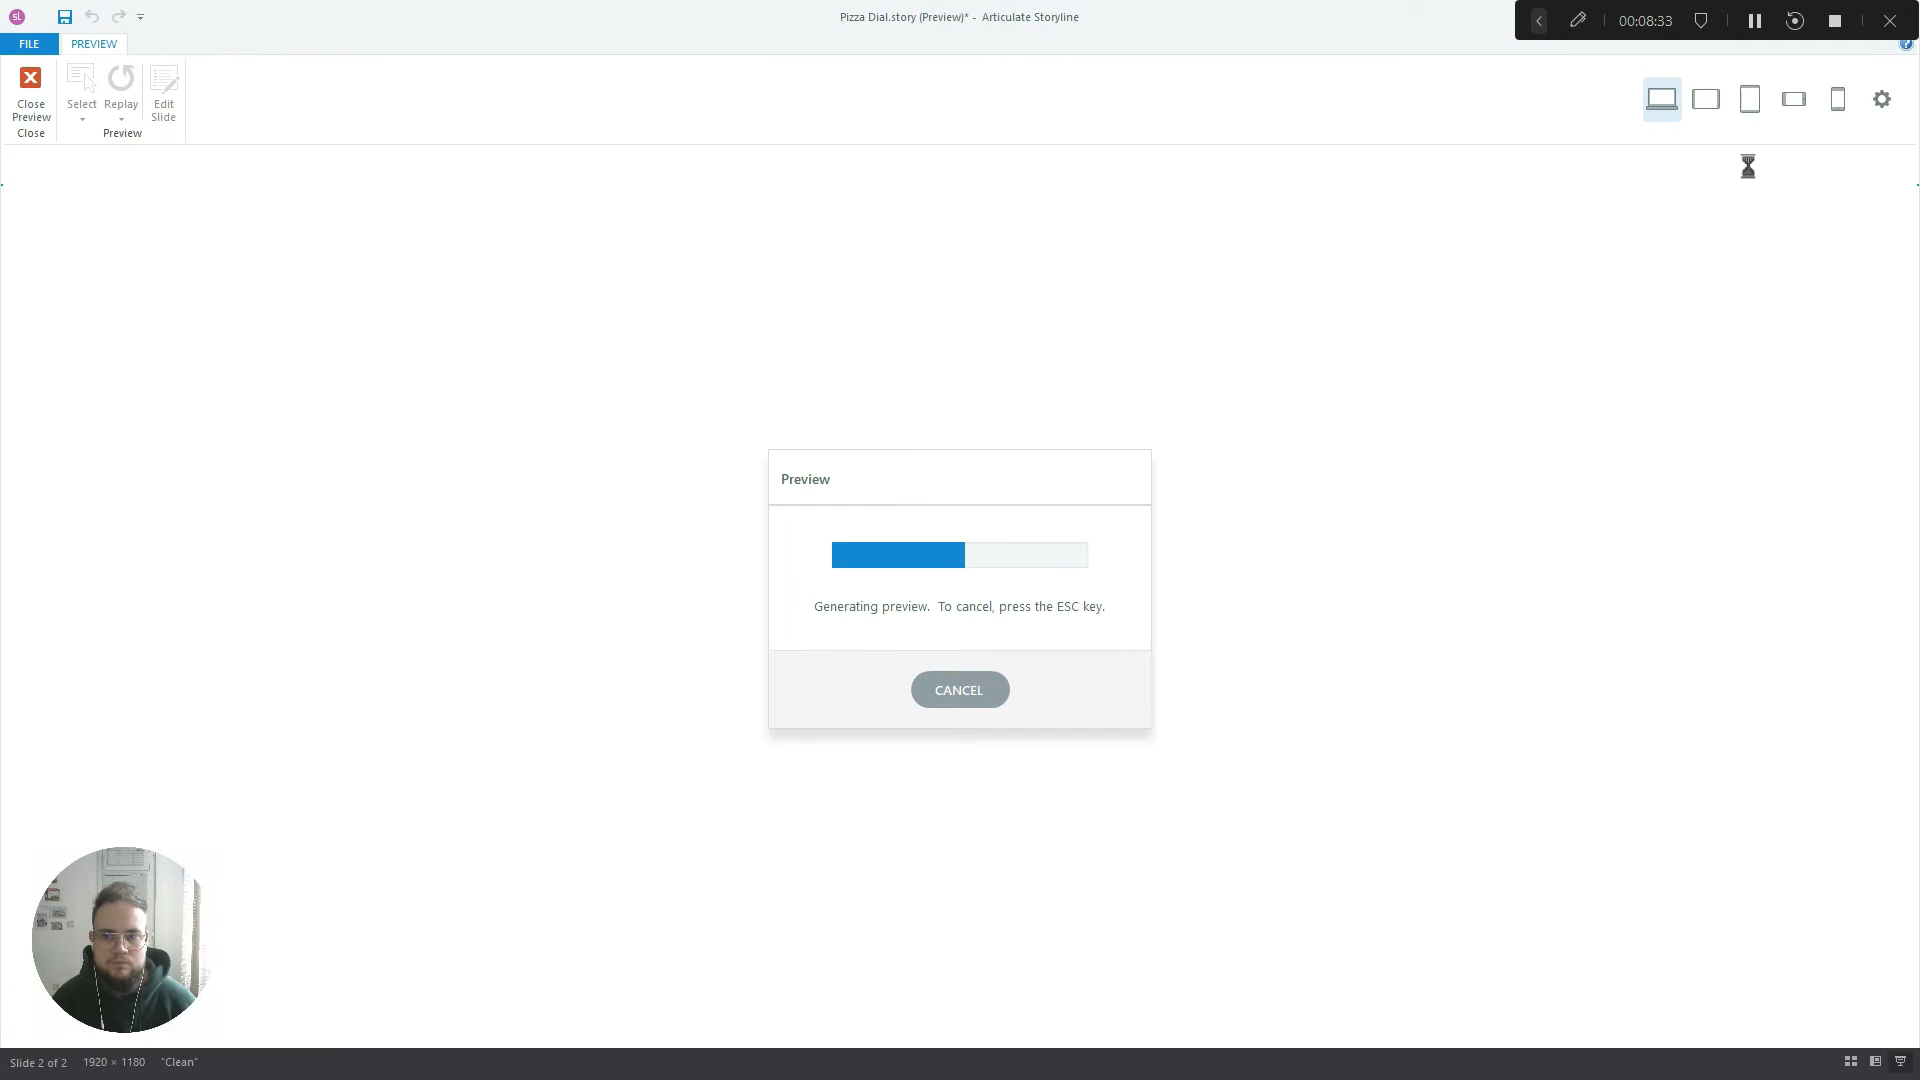 sl
Pizza Dial.story (Preview)* - Articulate Storyline
00:08:33
FILE
PREVIEW
?
Close Preview
Select
Replay
Edit Slide
Close
Preview
Preview
Generating preview. To cancel, press the ESC key.
CANCEL
Slide 2 of 2
1920 × 1180
"Clean"